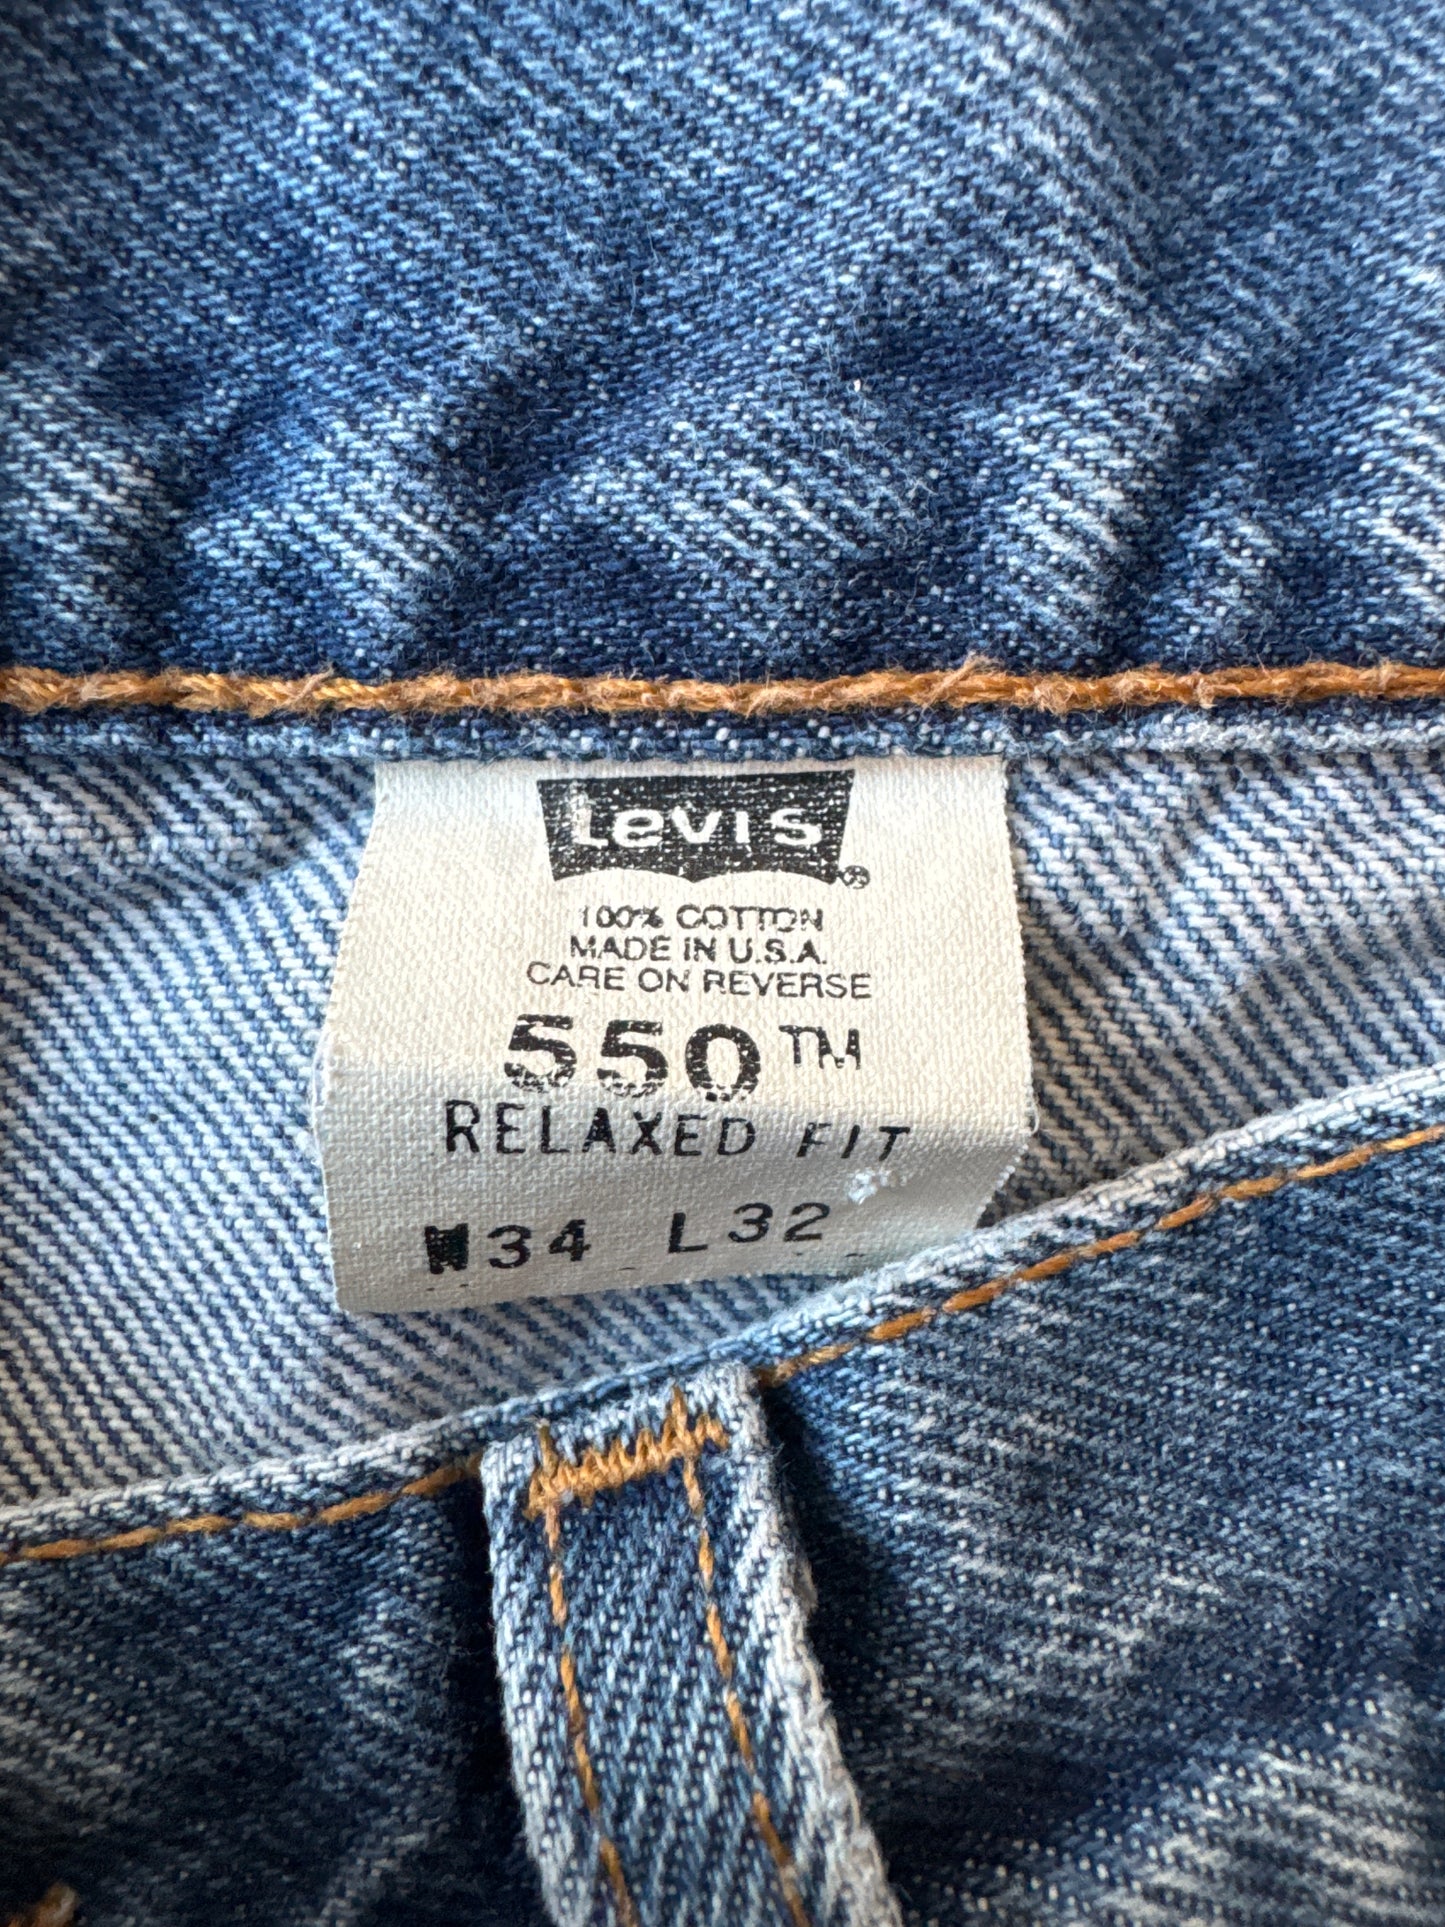 Levi's ®
100% COTTON
MADE IN U.S.A.
CARE ON REVERSE
550™
RELAXED FIT
W34 L32